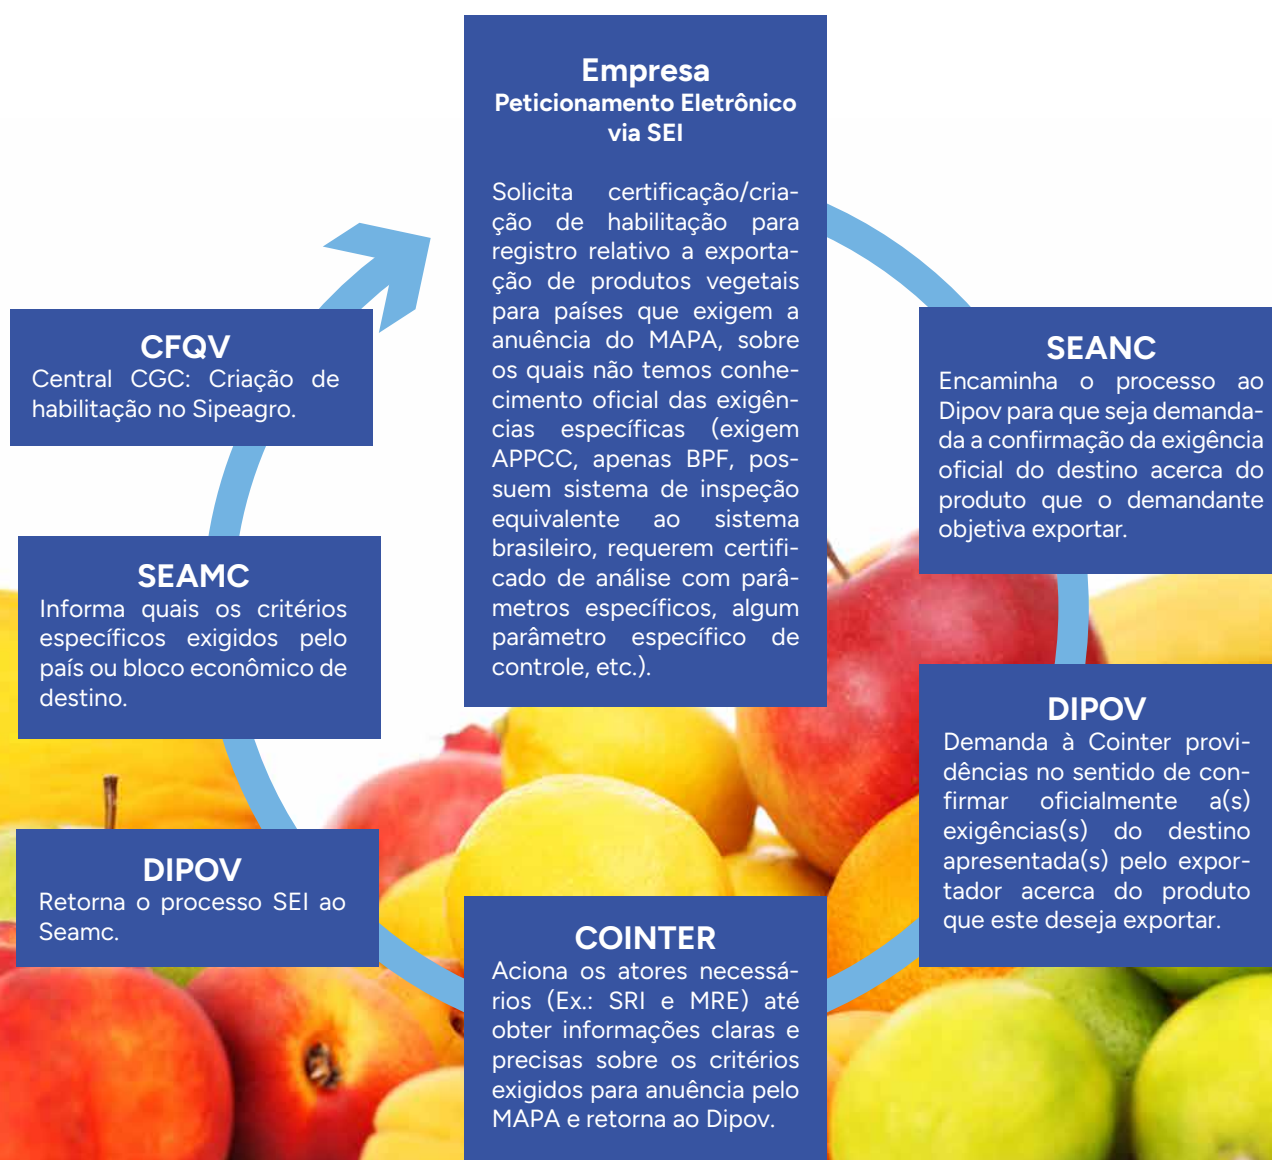 Empresa
Peticionamento Eletrônico
via SEI
Solicita certificação/cria-
ção de habilitação para
registro relativo a exporta-
ção de produtos vegetais
para países que exigem a
anuência do MAPA, sobre
os quais não temos conhe-
cimento oficial das exigên-
cias específicas (exigem
APPCC, apenas BPF, pos-
suem sistema de inspeção
equivalente ao sistema
brasileiro, requerem certifi-
cado de análise com parâ-
metros específicos, algum
parâmetro específico de
controle, etc.).
SEANC
Encaminha o processo ao
Dipov para que seja demanda-
da a confirmação da exigência
oficial do destino acerca do
produto que o demandante
objetiva exportar.
DIPOV
Demanda à Cointer provi-
dências no sentido de con-
firmar oficialmente a(s)
exigências(s) do destino
apresentada(s) pelo expor-
tador acerca do produto
que este deseja exportar.
COINTER
Aciona os atores necessá-
rios (Ex.: SRI e MRE) até
obter informações claras e
precisas sobre os critérios
exigidos para anuência pelo
MAPA e retorna ao Dipov.
DIPOV
Retorna o processo SEI ao
Seamc.
SEAMC
Informa quais os critérios
específicos exigidos pelo
país ou bloco econômico de
destino.
CFQV
Central CGC: Criação de
habilitação no Sipeagro.